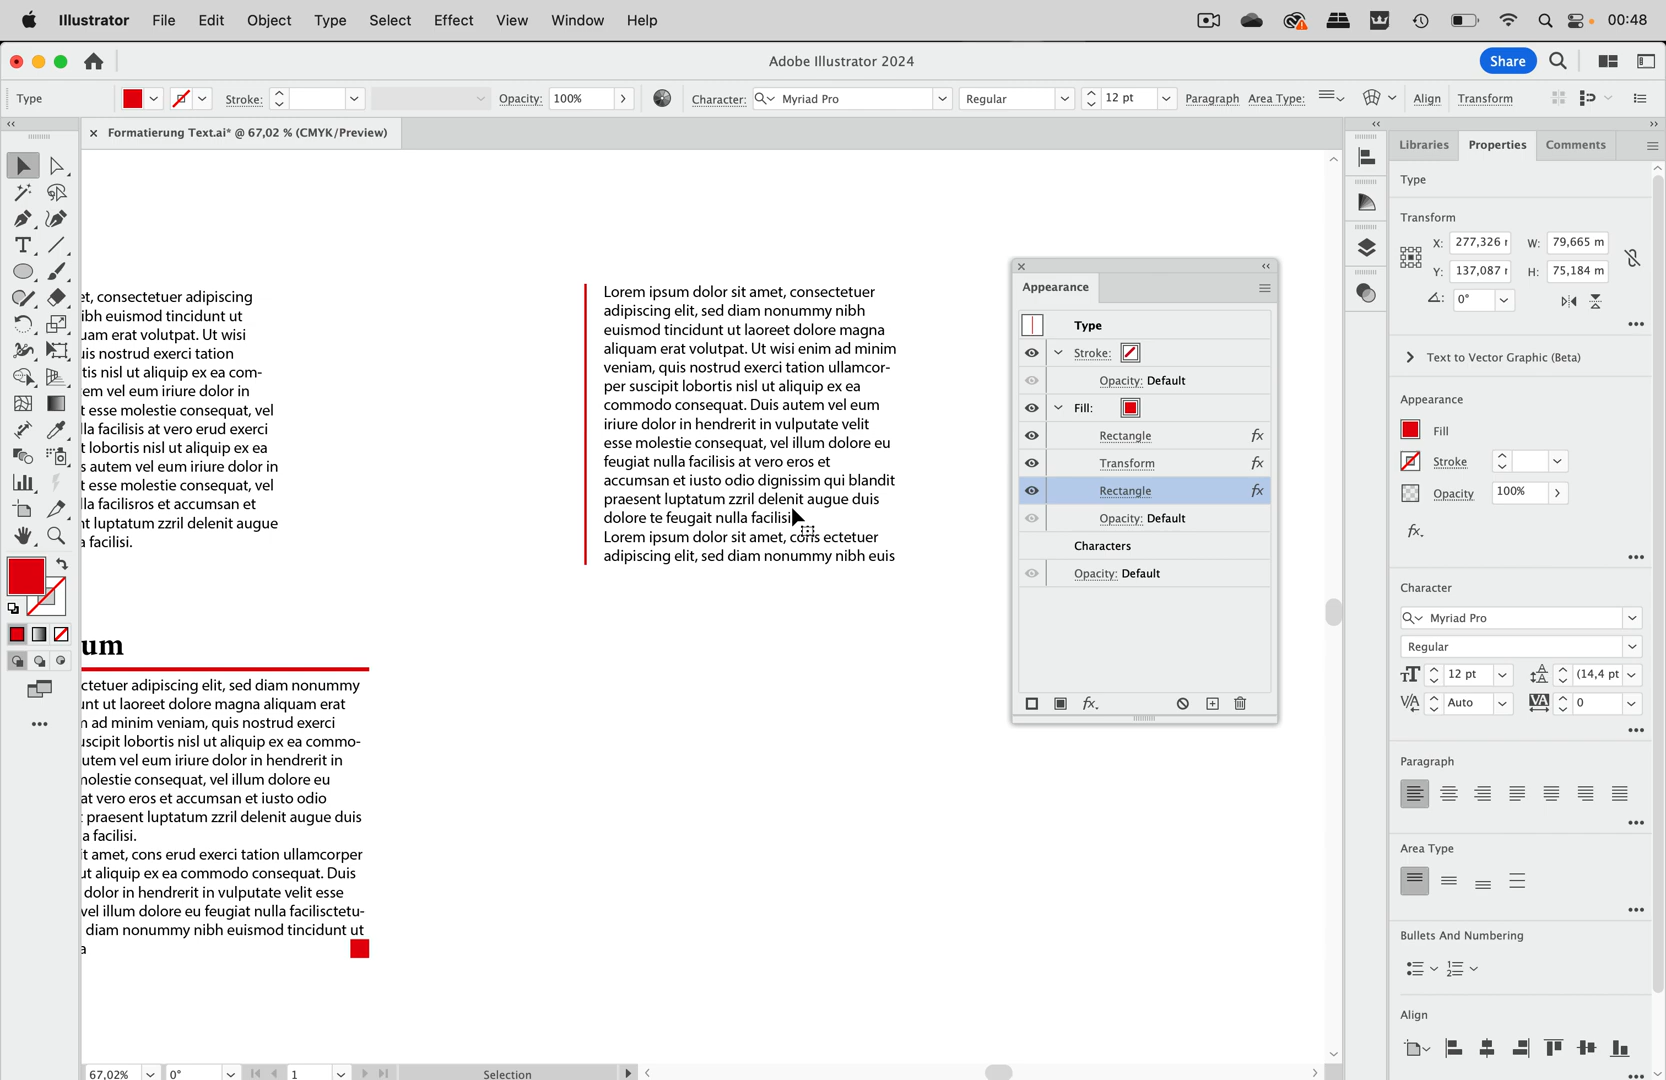 Illustrator File Edit Object Type Select Effect View Window Help 00:48
Adobe Illustrator 2024 Share
Type Stroke: Opacity: 100% Character: Myriad Pro Regular 12 pt Paragraph Area Type: Align Transform
Formatierung Text.ai* @ 67,02 % (CMYK/Preview)
et, consectetuer adipiscing
ibh euismod tincidunt ut
uam erat volutpat. Ut wisi
uis nostrud exerci tation
tis nisl ut aliquip ex ea com-
em vel eum iriure dolor in
t esse molestie consequat, vel
lla facilisis at vero erud exerci
t lobortis nisl ut aliquip ex ea
s autem vel eum iriure dolor in
t esse molestie consequat, vel
lla facilisros et accumsan et
nt luptatum zzril delenit augue
a facilisi.
um
ctetuer adipiscing elit, sed diam nonummy
unt ut laoreet dolore magna aliquam erat
n ad minim veniam, quis nostrud exerci
uscipit lobortis nisl ut aliquip ex ea commo-
utem vel eum iriure dolor in hendrerit in
molestie consequat, vel illum dolore eu
at vero eros et accumsan et iusto odio
t praesent luptatum zzril delenit augue duis
a facilisi.
it amet, cons erud exerci tation ullamcorper
ut aliquip ex ea commodo consequat. Duis
dolor in hendrerit in vulputate velit esse
vel illum dolore eu feugiat nulla facilisctetu-
diam nonummy nibh euismod tincidunt ut
a
Lorem ipsum dolor sit amet, consectetuer
adipiscing elit, sed diam nonummy nibh
euismod tincidunt ut laoreet dolore magna
aliquam erat volutpat. Ut wisi enim ad minim
veniam, quis nostrud exerci tation ullamcor-
per suscipit lobortis nisl ut aliquip ex ea
commodo consequat. Duis autem vel eum
iriure dolor in hendrerit in vulputate velit
esse molestie consequat, vel illum dolore eu
feugiat nulla facilisis at vero eros et
accumsan et iusto odio dignissim qui blandit
praesent luptatum zzril delenit augue duis
dolore te feugait nulla facilisi
Lorem ipsum dolor sit amet, cons ectetuer
adipiscing elit, sed diam nonummy nibh euis
Appearance
Type
Stroke:
Opacity: Default
Fill:
Rectangle fx
Transform fx
Rectangle fx
Opacity: Default
Characters
Opacity: Default
fx.
Libraries Properties Comments
Type
Transform
X: 277,326 r W: 79,665 m
Y: 137,087 r H: 75,184 m
0°
Text to Vector Graphic (Beta)
Appearance
Fill
Stroke
Opacity 100%
fx.
Character
Myriad Pro
Regular
12 pt (14,4 pt
Auto 0
Paragraph
Area Type
Bullets And Numbering
Align
67,02% 0° 1 Selection